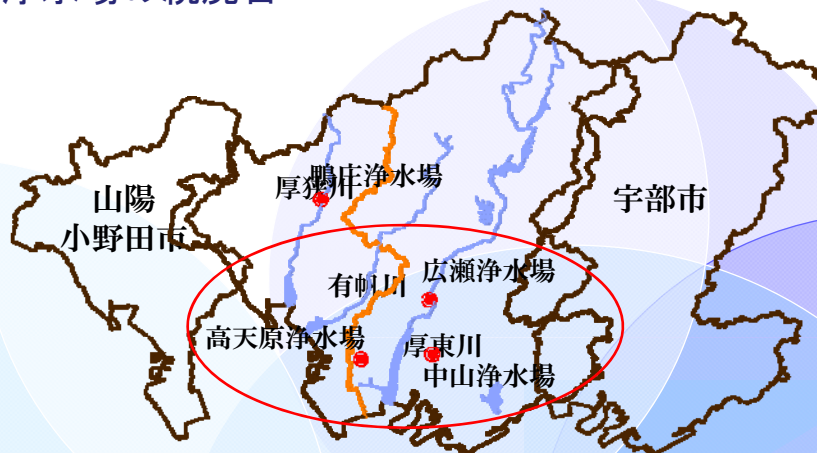 鴨庄浄水場
厚狭川
山陽
小野田市
宇部市
広瀬浄水場
有帆川
高天原浄水場
厚東川
中山浄水場